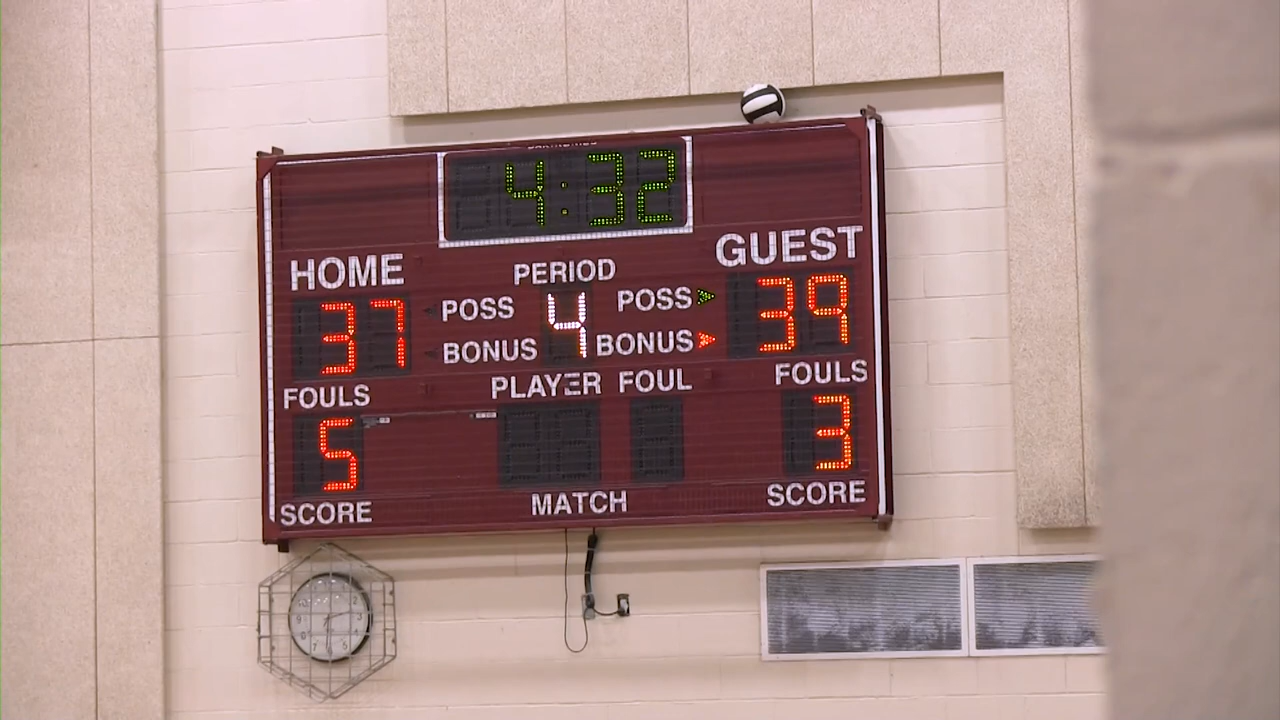 4:32
HOME PERIOD GUEST
37 POSS 4 POSS 39
BONUS BONUS
FOULS PLAYER FOUL FOULS
5 3
SCORE MATCH SCORE